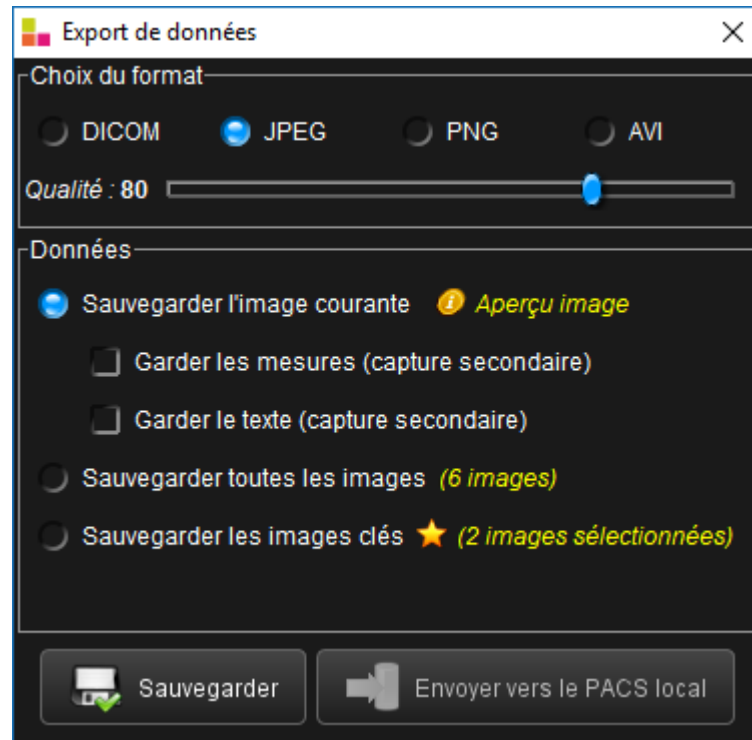 Export de données
Choix du format
DICOM JPEG PNG AVI
Qualité : 80
Données
Sauvegarder l'image courante Aperçu image
Garder les mesures (capture secondaire)
Garder le texte (capture secondaire)
Sauvegarder toutes les images (6 images)
Sauvegarder les images clés (2 images sélectionnées)
Sauvegarder Envoyer vers le PACS local